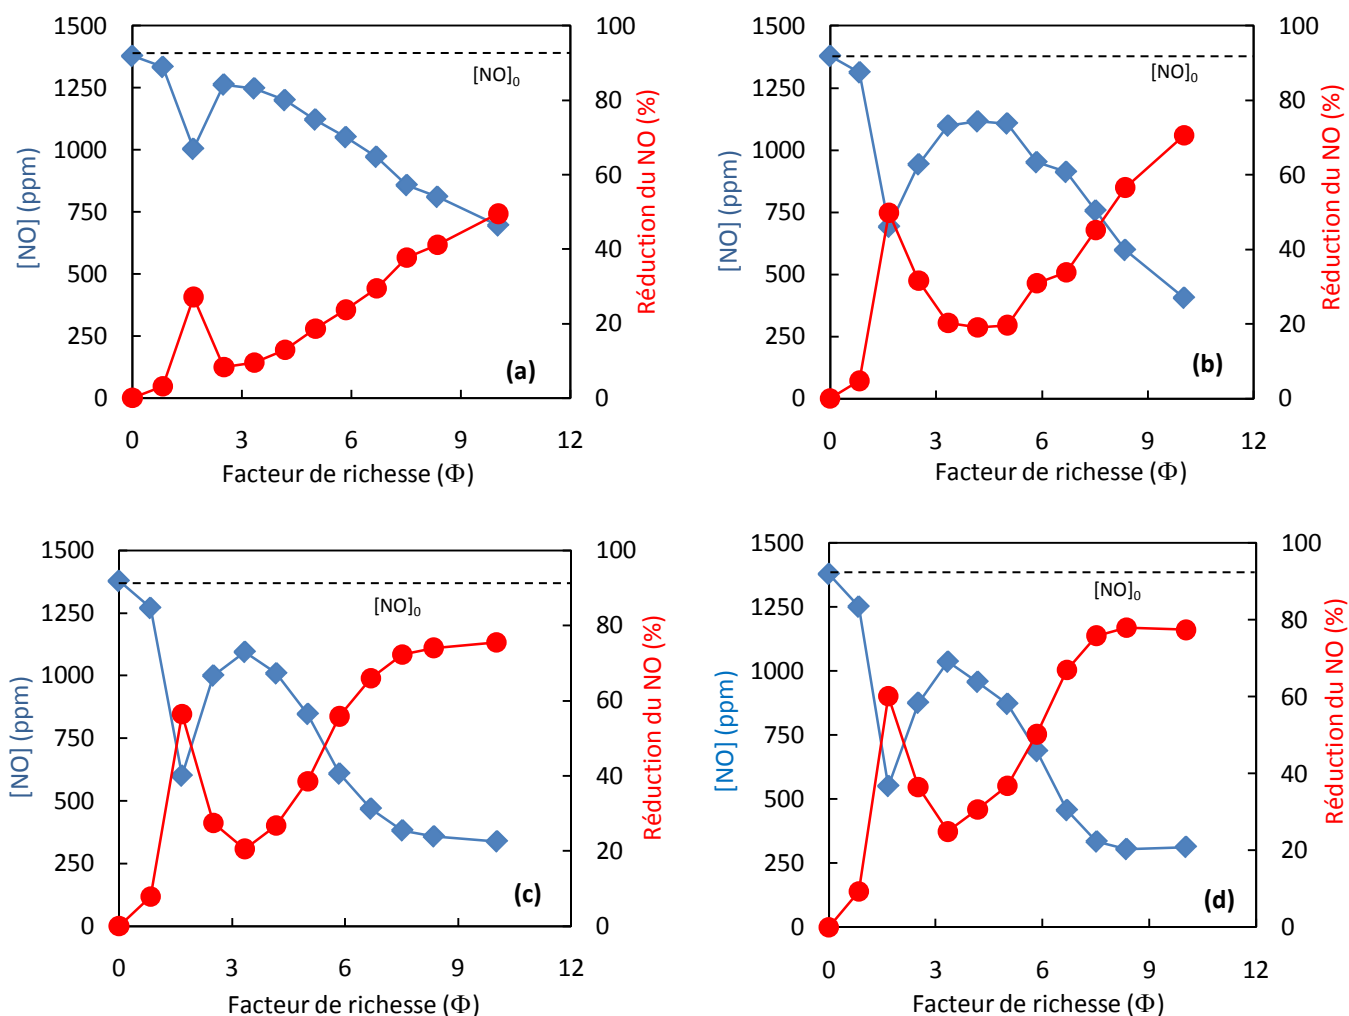 1500
1250
1000
750
500
250
0
[NO] (ppm)
100
80
60
40
20
0
Réduction du NO (%)
[NO]0
(a)
0 3 6 9 12
Facteur de richesse (Φ)
1500
1250
1000
750
500
250
0
[NO] (ppm)
100
80
60
40
20
0
Réduction du NO (%)
[NO]0
(b)
0 3 6 9 12
Facteur de richesse (Φ)
1500
1250
1000
750
500
250
0
[NO] (ppm)
100
80
60
40
20
0
Réduction du NO (%)
[NO]0
(c)
0 3 6 9 12
Facteur de richesse (Φ)
1500
1250
1000
750
500
250
0
[NO] (ppm)
100
80
60
40
20
0
Réduction du NO (%)
[NO]0
(d)
0 3 6 9 12
Facteur de richesse (Φ)